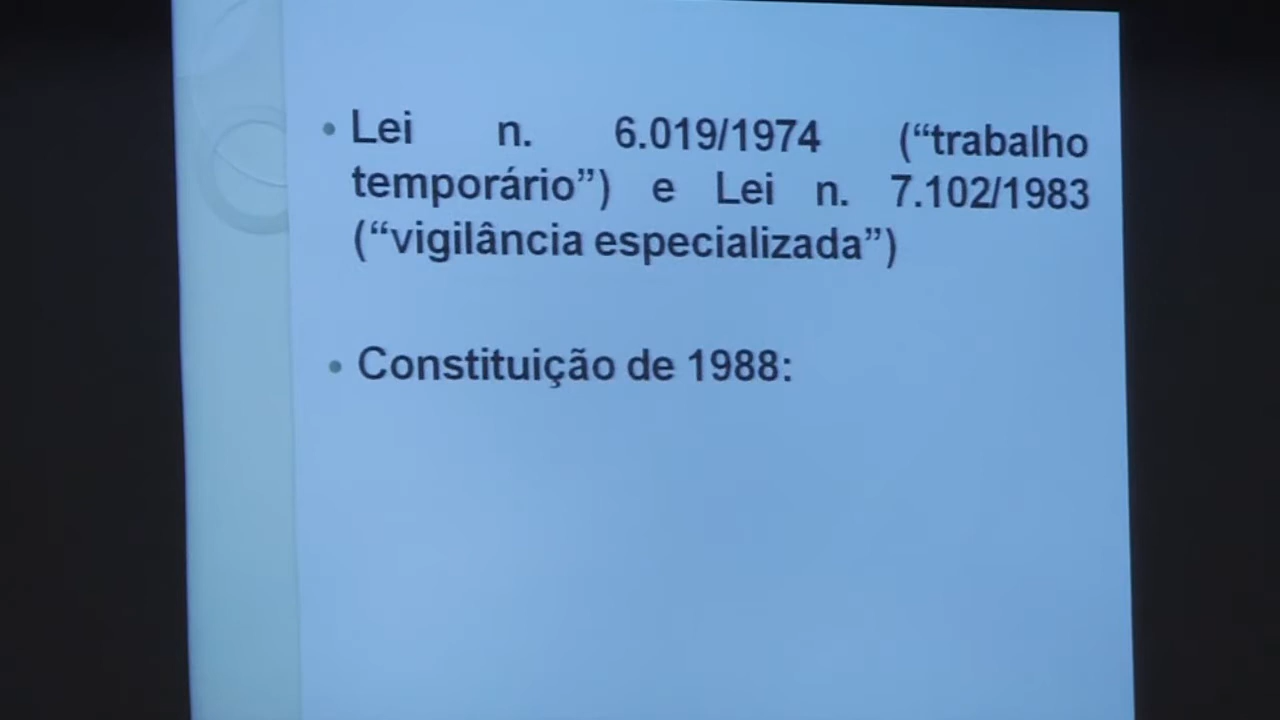 • Lei n. 6.019/1974 (“trabalho
temporário”) e Lei n. 7.102/1983
(“vigilância especializada”)
• Constituição de 1988: